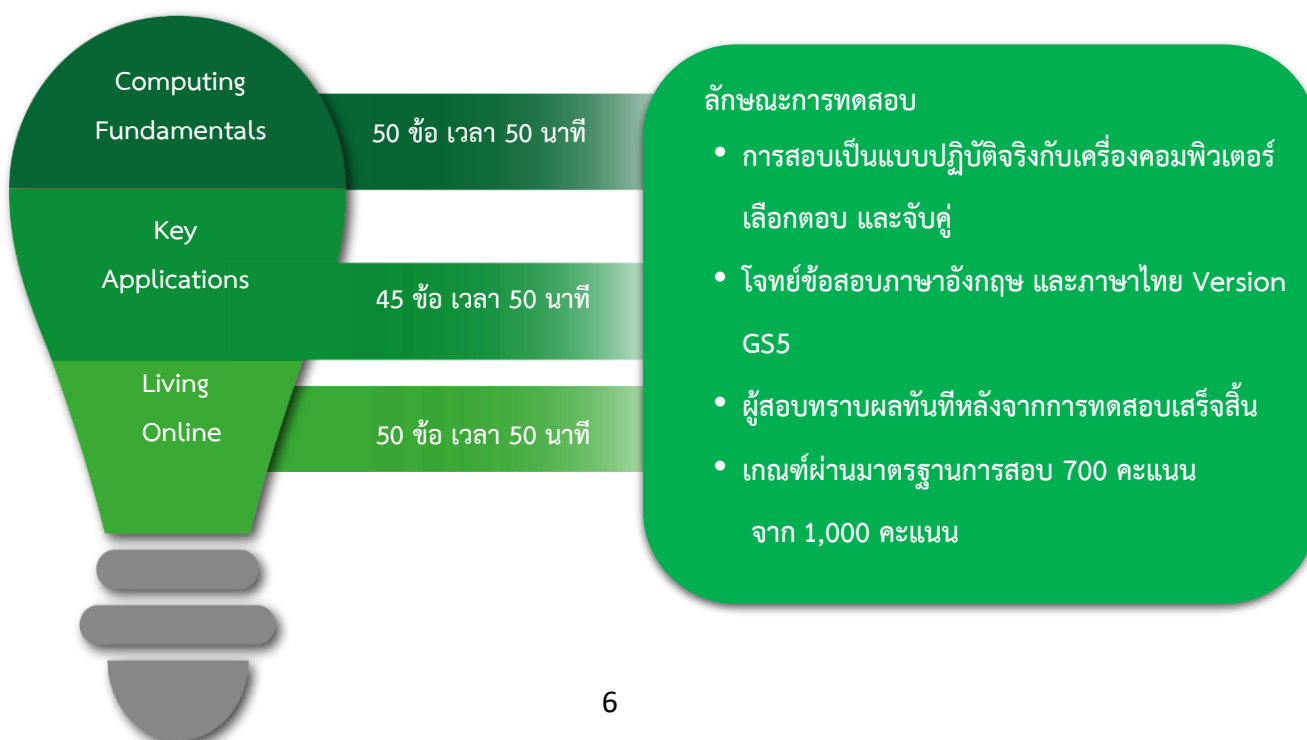 Computing
Fundamentals
50 ข้อ เวลา 50 นาที
Key
Applications
45 ข้อ เวลา 50 นาที
Living
Online
50 ข้อ เวลา 50 นาที
ลักษณะการทดสอบ
• การสอบเป็นแบบปฏิบัติจริงกับเครื่องคอมพิวเตอร์
เลือกตอบ และจับคู่
• โจทย์ข้อสอบภาษาอังกฤษ และภาษาไทย Version
GS5
• ผู้สอบทราบผลทันทีหลังจากการทดสอบเสร็จสิ้น
• เกณฑ์ผ่านมาตรฐานการสอบ 700 คะแนน
จาก 1,000 คะแนน
6